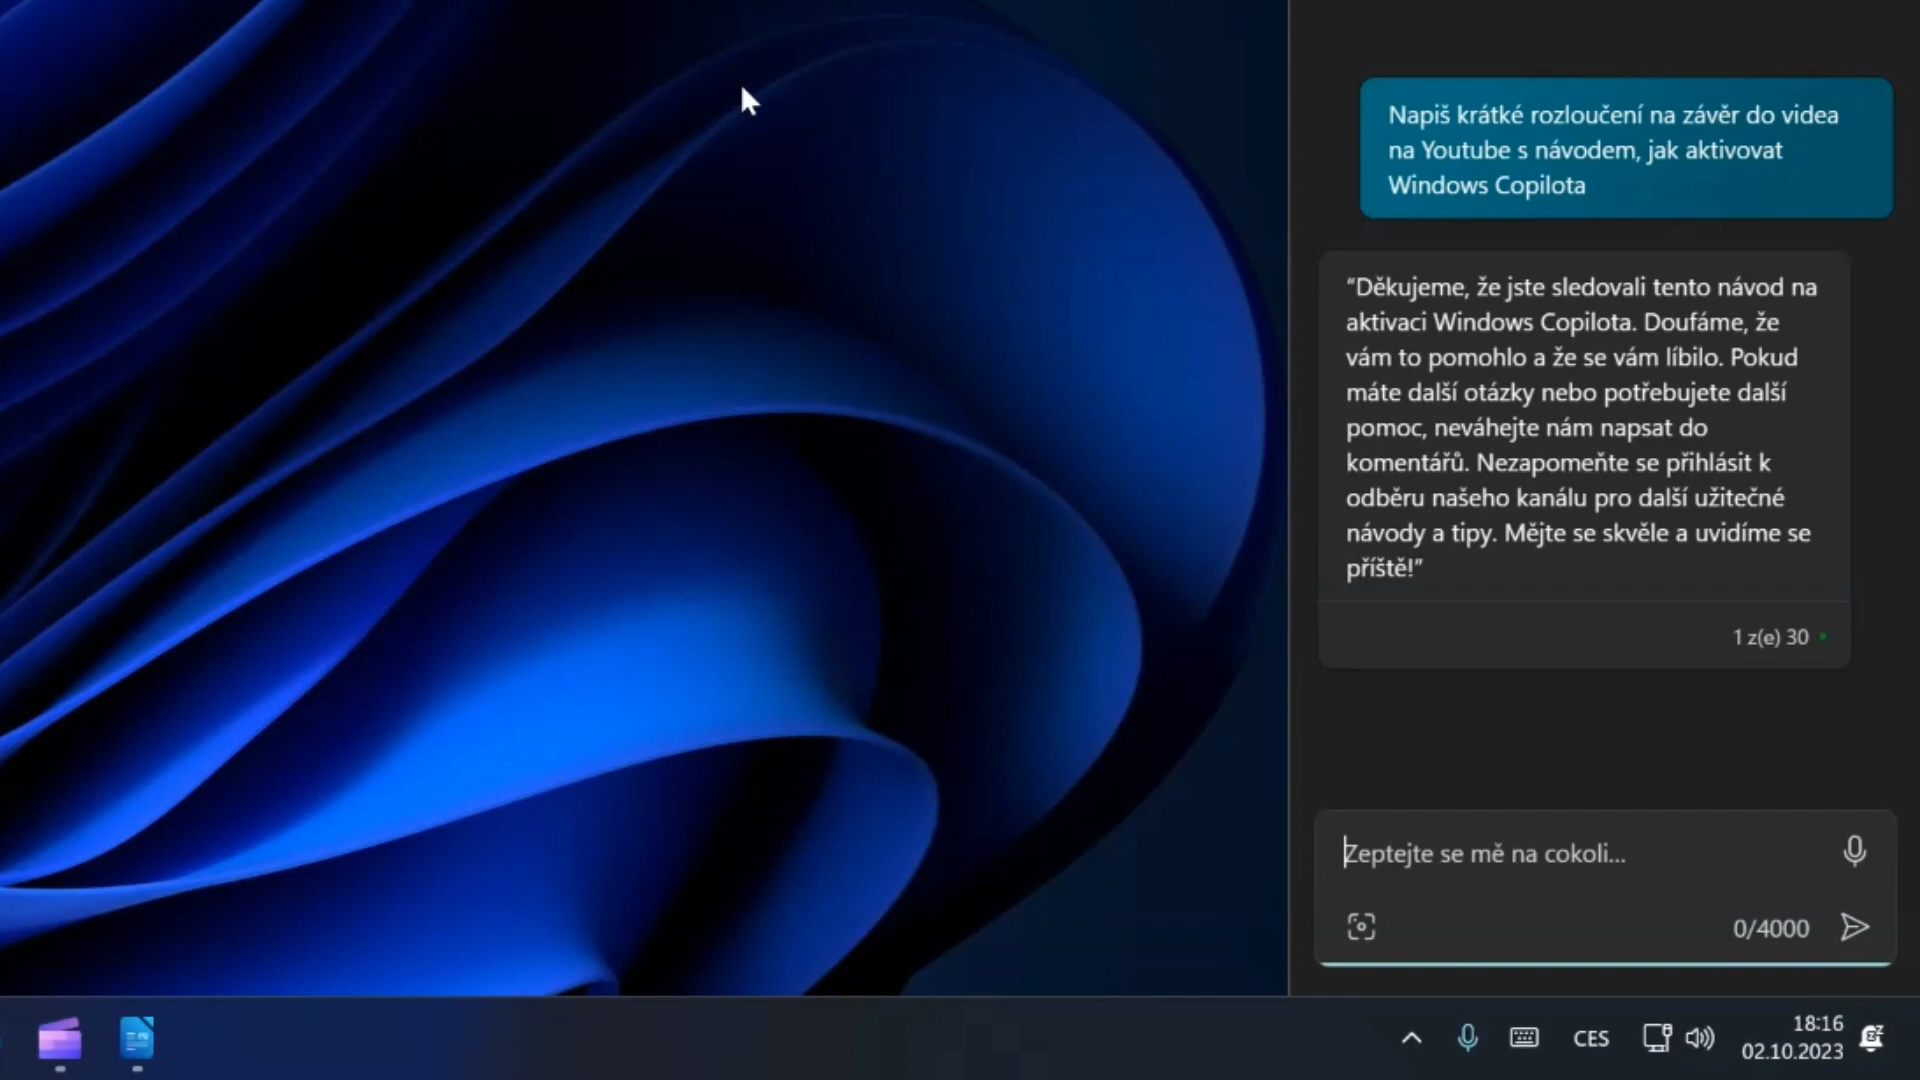 Napiš krátké rozloučení na závěr do videa
na Youtube s návodem, jak aktivovat
Windows Copilota
"Děkujeme, že jste sledovali tento návod na
aktivaci Windows Copilota. Doufáme, že
vám to pomohlo a že se vám líbilo. Pokud
máte další otázky nebo potřebujete další
pomoc, neváhejte nám napsat do
komentářů. Nezapomeňte se přihlásit k
odběru našeho kanálu pro další užitečné
návody a tipy. Mějte se skvěle a uvidíme se
příště!"
1 z(e) 30
Zeptejte se mě na cokoli...
0/4000
CES
18:16
02.10.2023